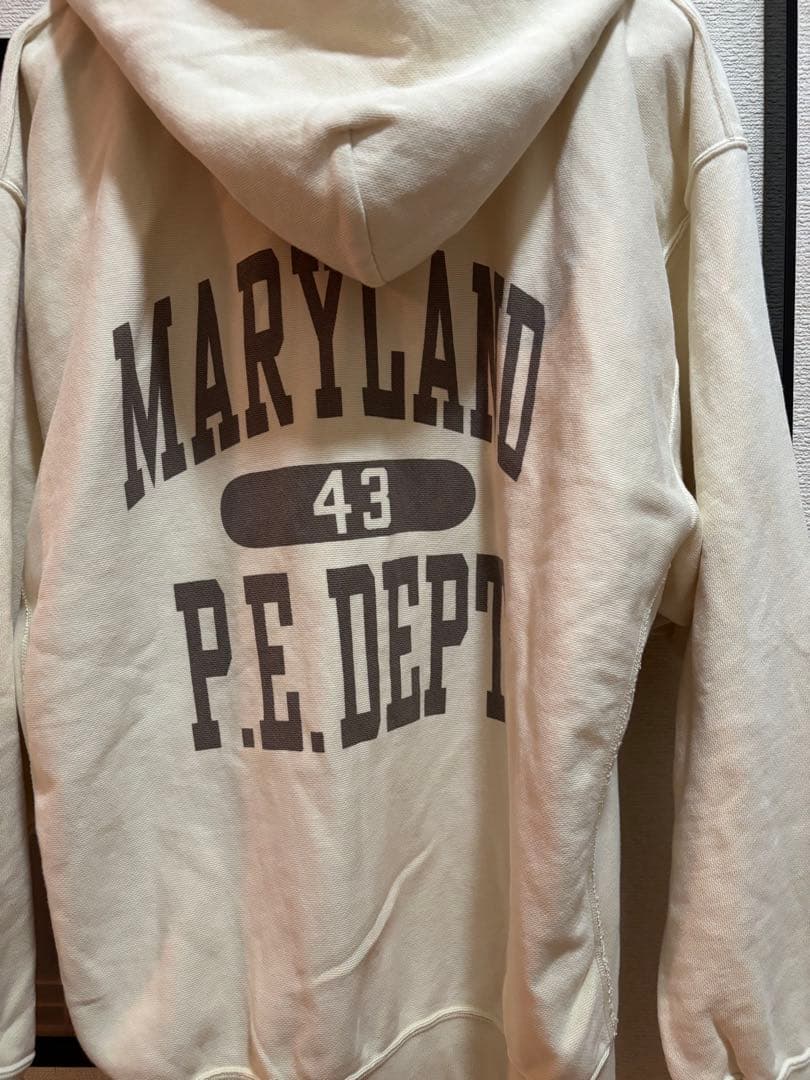 MARYLAND
43
P.E. DEPT